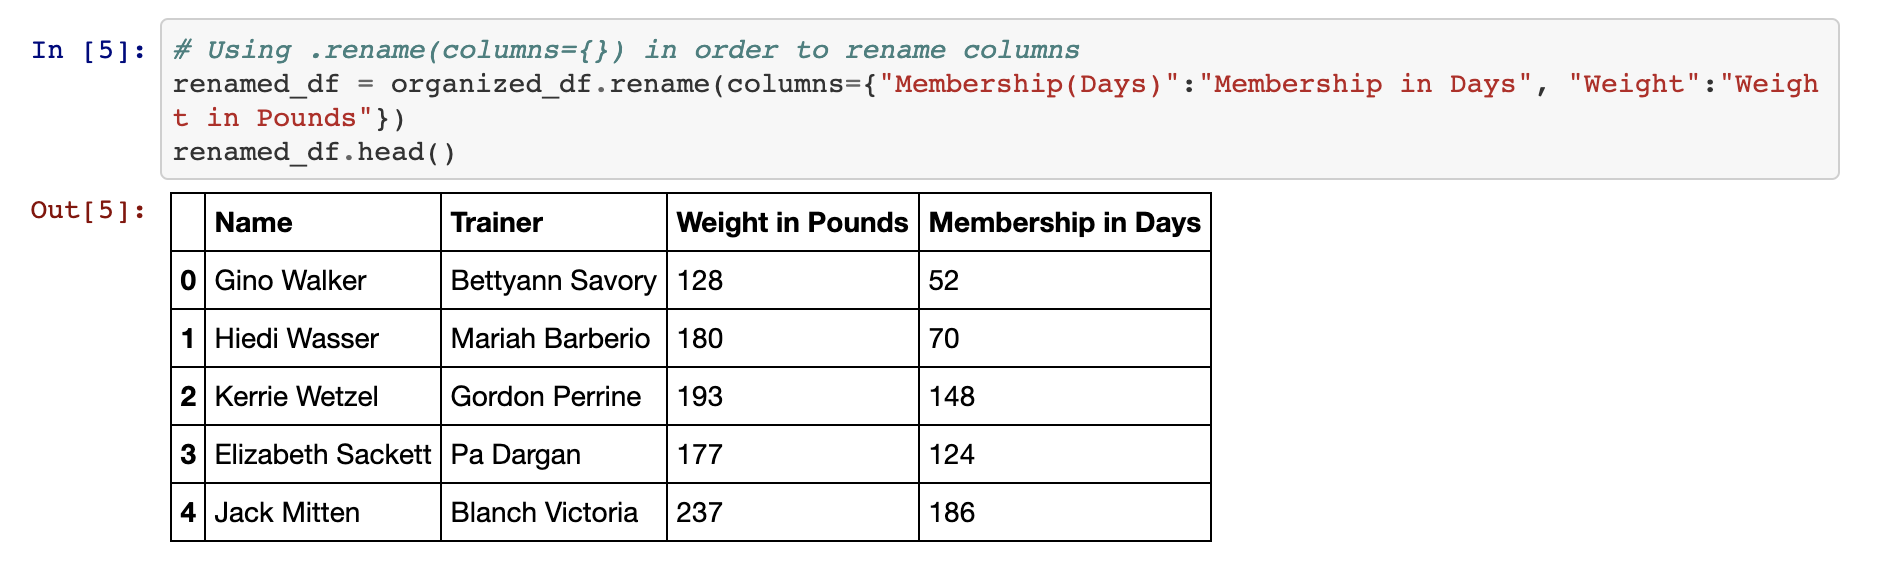 In [5]: # Using .rename(columns={}) in order to rename columns
renamed_df = organized_df.rename(columns={"Membership(Days)":"Membership in Days", "Weight":"Weigh
t in Pounds"})
renamed_df.head()
Out[5]:
Name Trainer Weight in Pounds Membership in Days
0 Gino Walker Bettyann Savory 128 52
1 Hiedi Wasser Mariah Barberio 180 70
2 Kerrie Wetzel Gordon Perrine 193 148
3 Elizabeth Sackett Pa Dargan 177 124
4 Jack Mitten Blanch Victoria 237 186